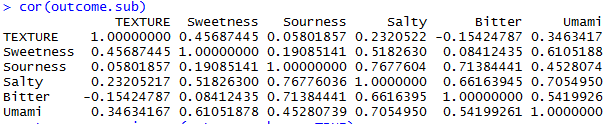 > cor(outcome.sub)
TEXTURE Sweetness Sourness Salty Bitter Umami
TEXTURE 1.00000000 0.45687445 0.05801857 0.2320522 -0.15424787 0.3463417
Sweetness 0.45687445 1.00000000 0.19085141 0.5182630 0.08412435 0.6105188
Sourness 0.05801857 0.19085141 1.00000000 0.7677604 0.71384441 0.4528074
Salty 0.23205217 0.51826300 0.76776036 1.0000000 0.66163945 0.7054950
Bitter -0.15424787 0.08412435 0.71384441 0.6616395 1.00000000 0.5419926
Umami 0.34634167 0.61051878 0.45280739 0.7054950 0.54199261 1.0000000